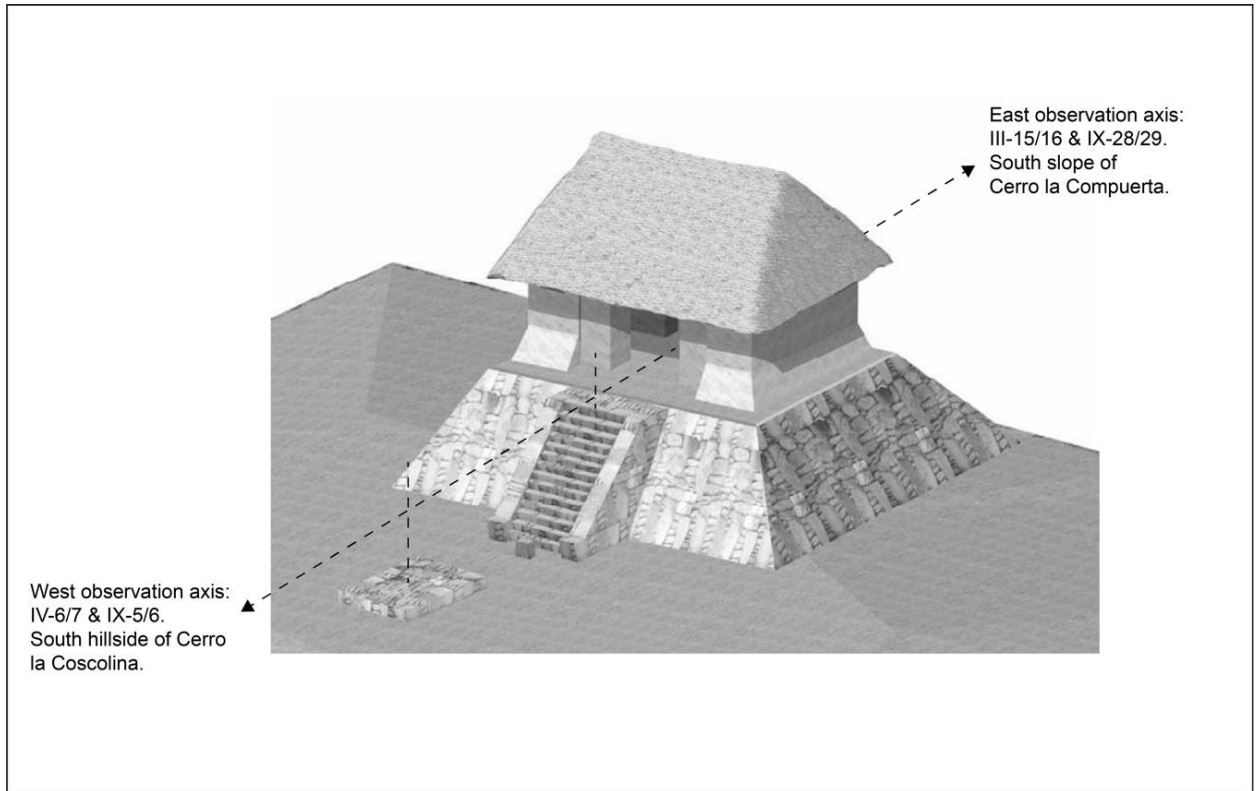 East observation axis:
III-15/16 & IX-28/29.
South slope of
Cerro la Compuerta.
West observation axis:
IV-6/7 & IX-5/6.
South hillside of Cerro
la Coscolina.